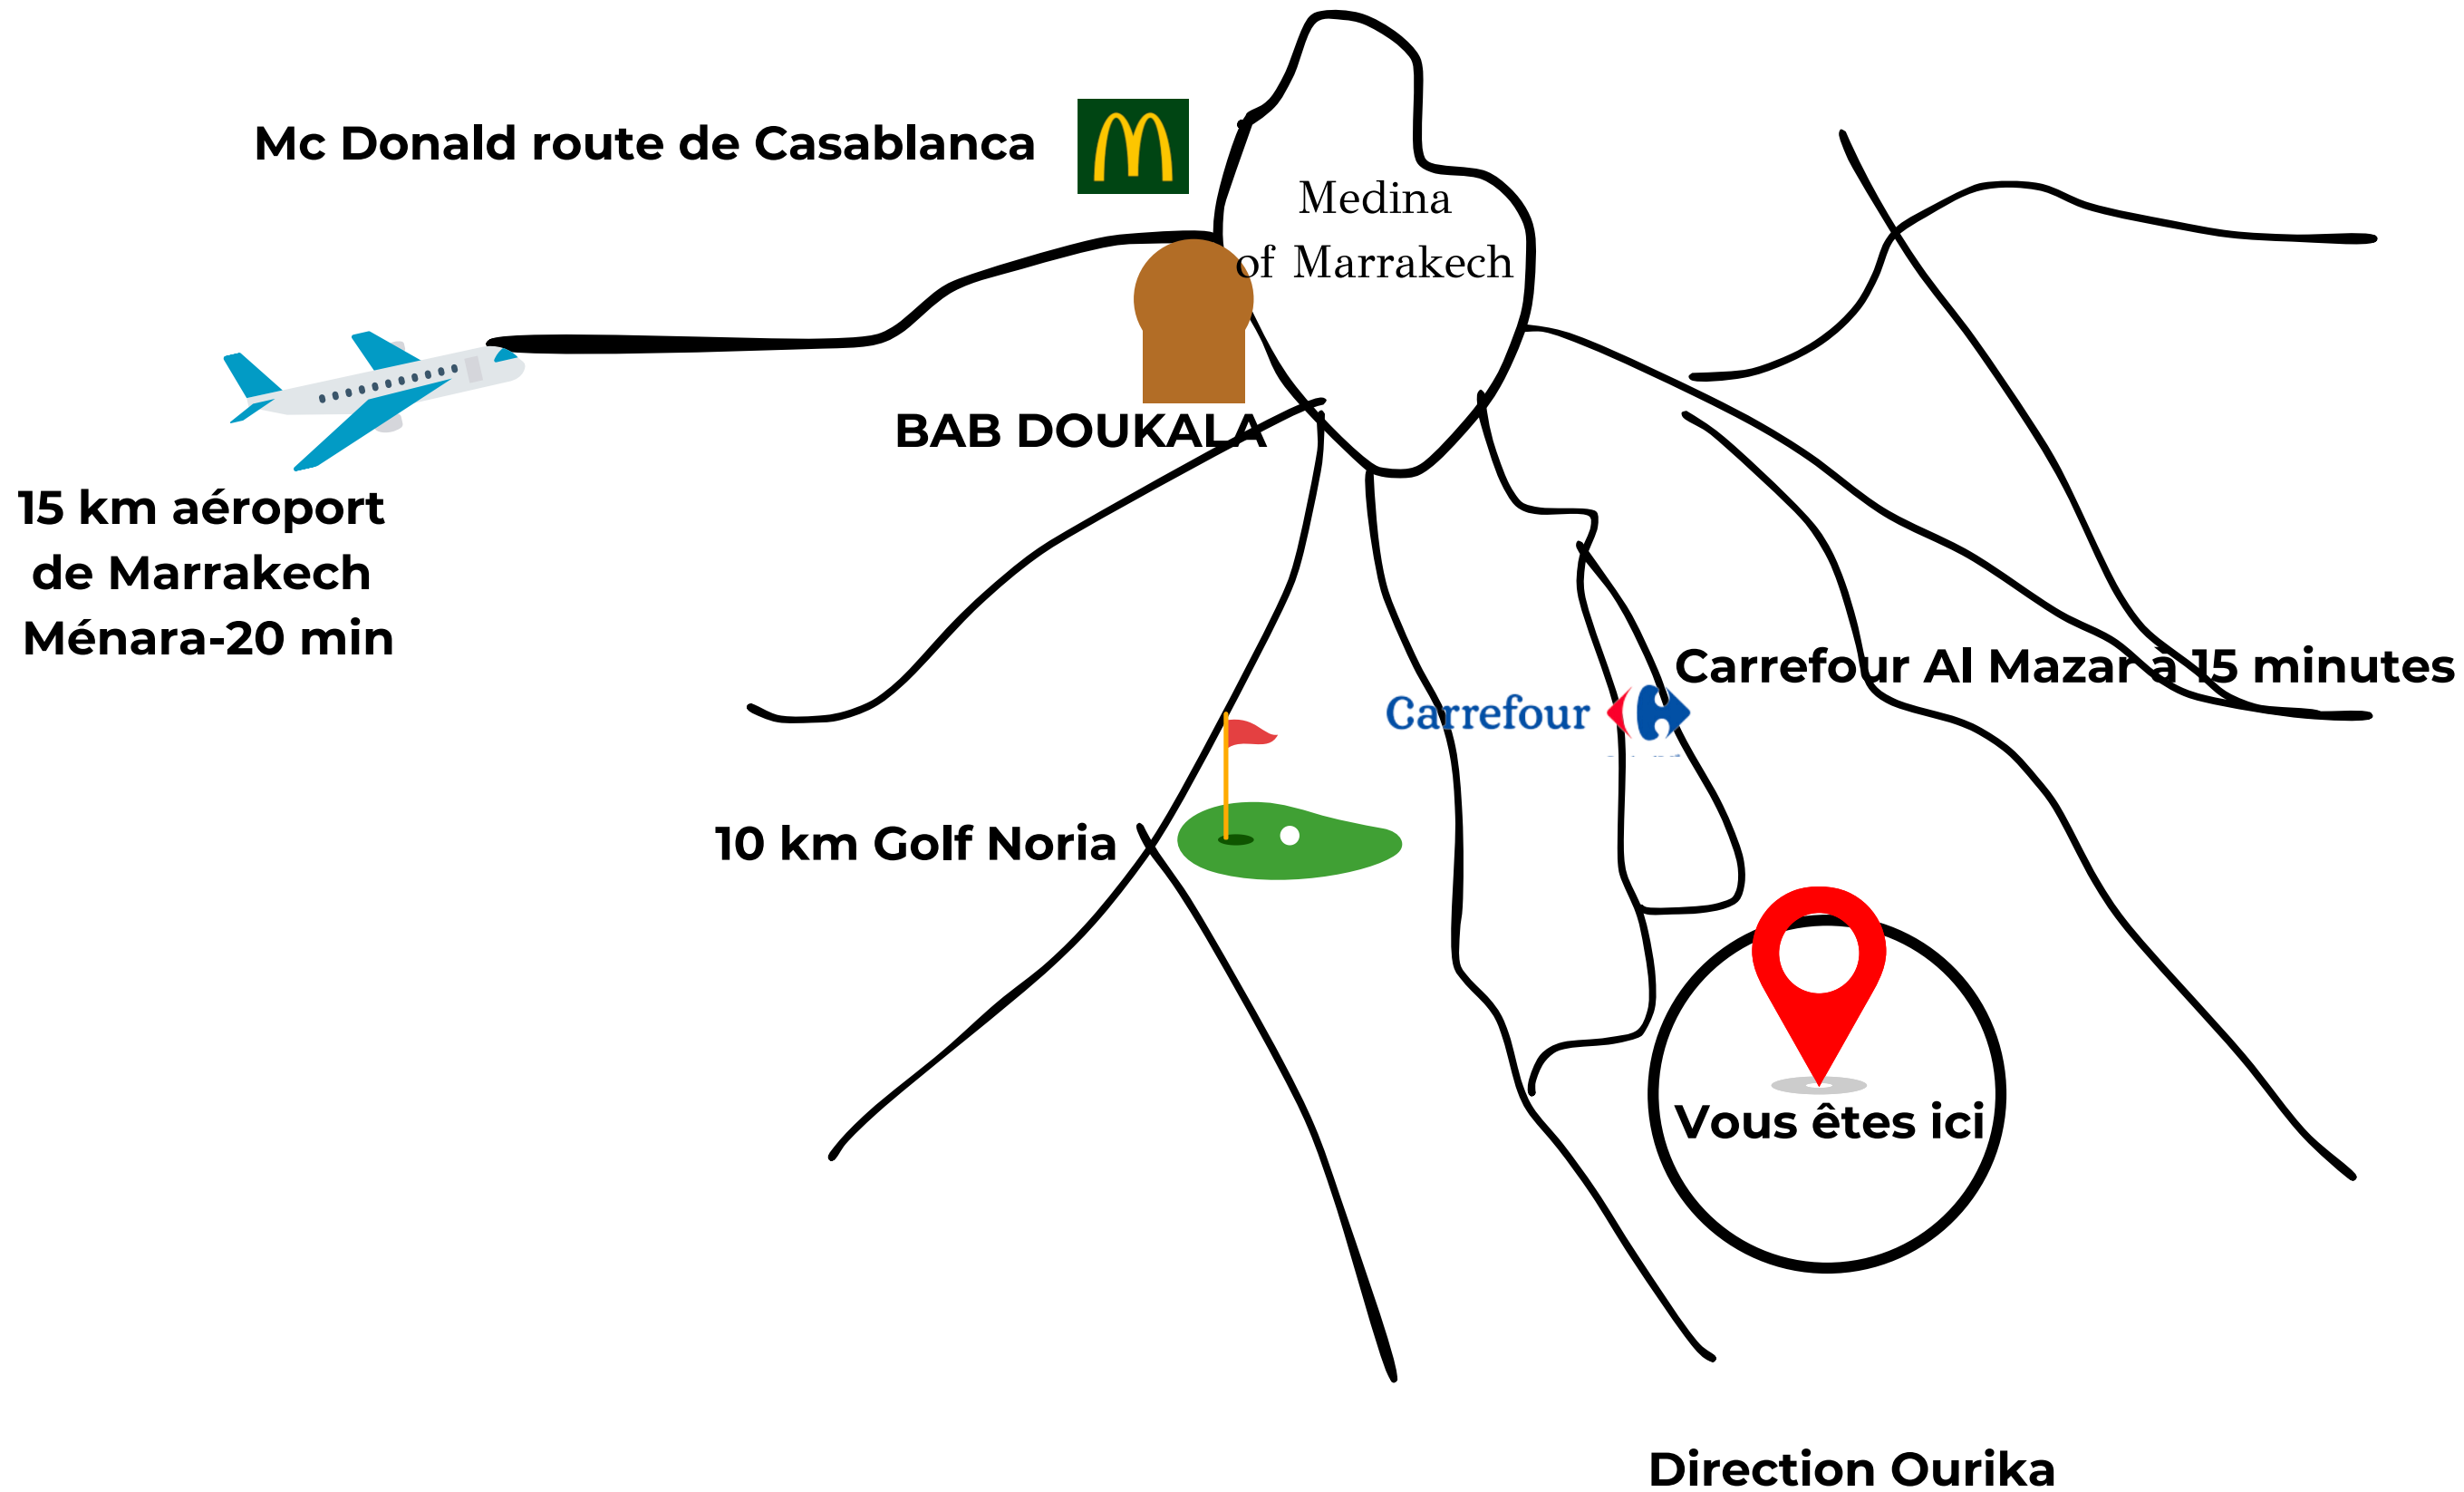 Mc Donald route de Casablanca
Medina
of Marrakech
BAB DOUKALA
15 km aéroport
de Marrakech
Ménara-20 min
Carrefour Al Mazar à 15 minutes
Carrefour
10 km Golf Noria
Vous êtes ici
Direction Ourika